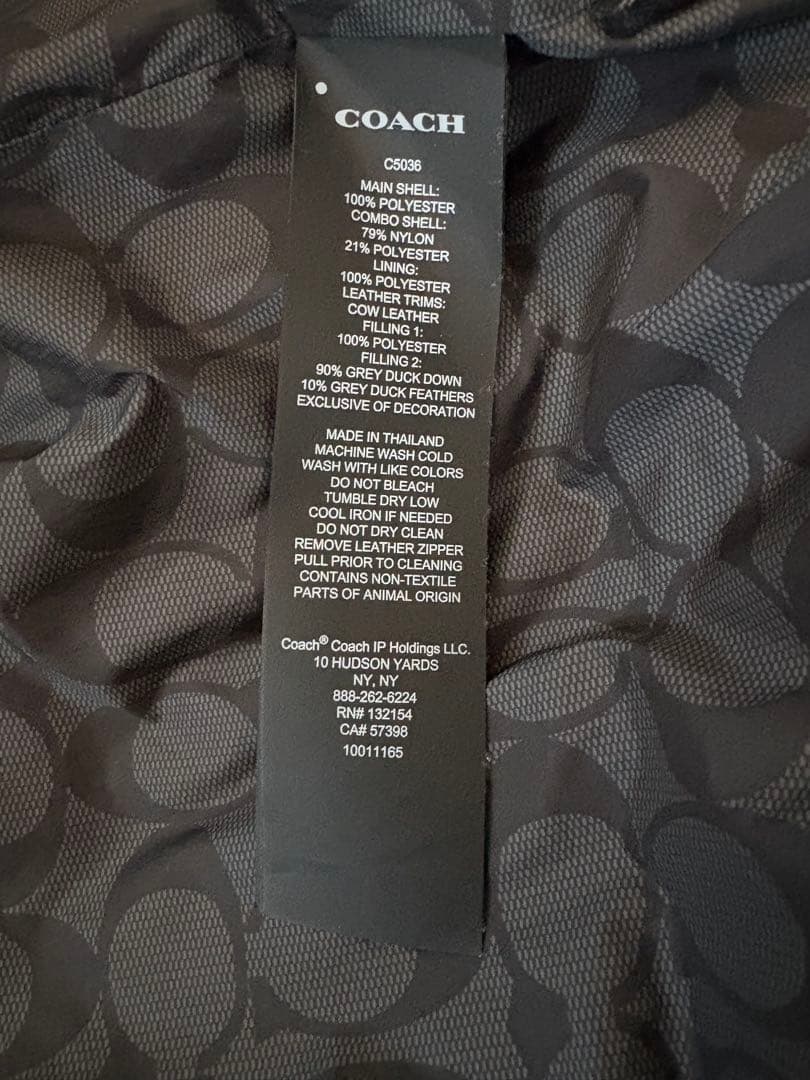 COACH
C5036
MAIN SHELL:
100% POLYESTER
COMBO SHELL:
79% NYLON
21% POLYESTER
LINING:
100% POLYESTER
LEATHER TRIMS:
COW LEATHER
FILLING 1:
100% POLYESTER
FILLING 2:
90% GREY DUCK DOWN
10% GREY DUCK FEATHERS
EXCLUSIVE OF DECORATION
MADE IN THAILAND
MACHINE WASH COLD
WASH WITH LIKE COLORS
DO NOT BLEACH
TUMBLE DRY LOW
COOL IRON IF NEEDED
DO NOT DRY CLEAN
REMOVE LEATHER ZIPPER
PULL PRIOR TO CLEANING
CONTAINS NON-TEXTILE
PARTS OF ANIMAL ORIGIN
Coach® Coach IP Holdings LLC.
10 HUDSON YARDS
NY, NY
888-262-6224
RN# 132154
CA# 57398
10011165